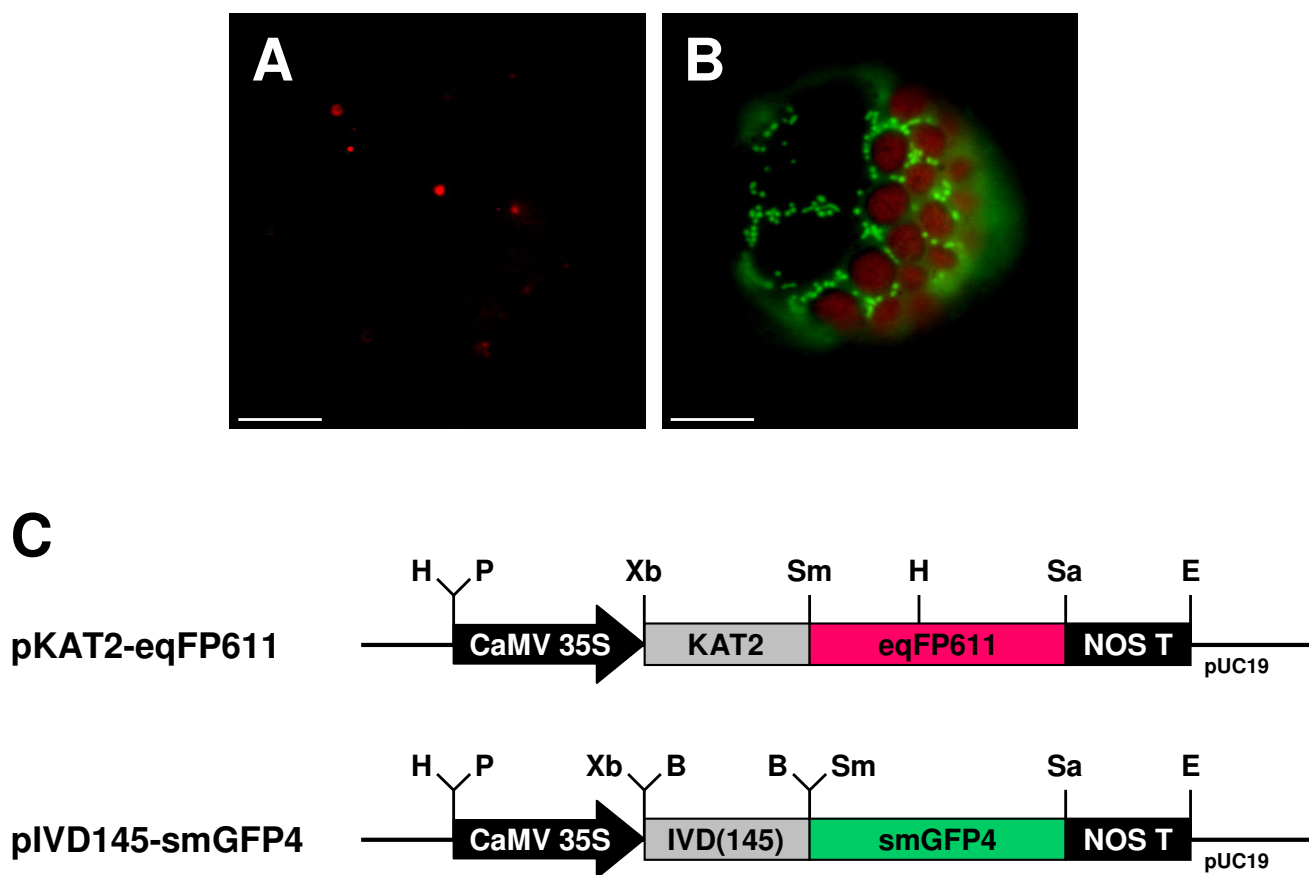 A
B
C
H P Xb Sm H Sa E
pKAT2-eqFP611 CaMV 35S KAT2 eqFP611 NOS T
pUC19
H P Xb B B Sm Sa E
pIVD145-smGFP4 CaMV 35S IVD(145) smGFP4 NOS T
pUC19